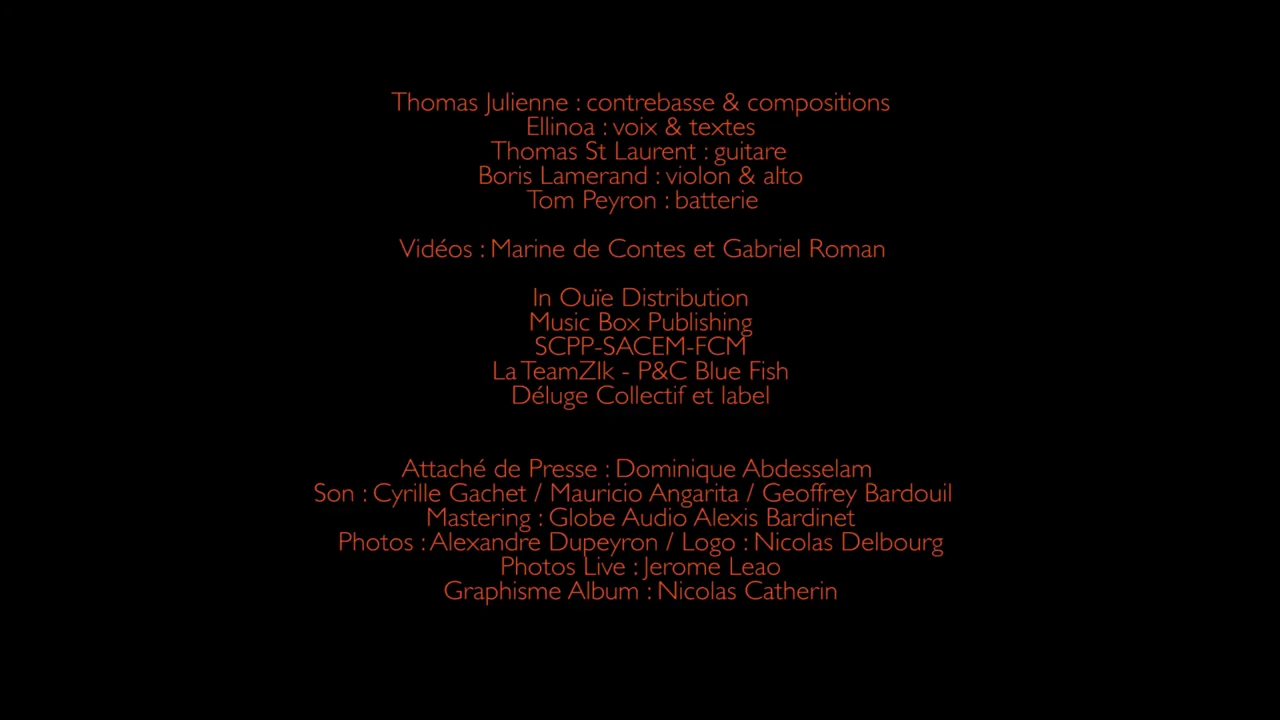 Thomas Julienne : contrebasse & compositions
Ellinoa : voix & textes
Thomas St Laurent : guitare
Boris Lamerand : violon & alto
Tom Peyron : batterie
Vidéos : Marine de Contes et Gabriel Roman
In Ouïe Distribution
Music Box Publishing
SCPP-SACEM-FCM
La TeamZIk - P&C Blue Fish
Déluge Collectif et label
Attaché de Presse : Dominique Abdesselam
Son : Cyrille Gachet / Mauricio Angarita / Geoffrey Bardouil
Mastering : Globe Audio Alexis Bardinet
Photos : Alexandre Dupeyron / Logo : Nicolas Delbourg
Photos Live : Jerome Leao
Graphisme Album : Nicolas Catherin